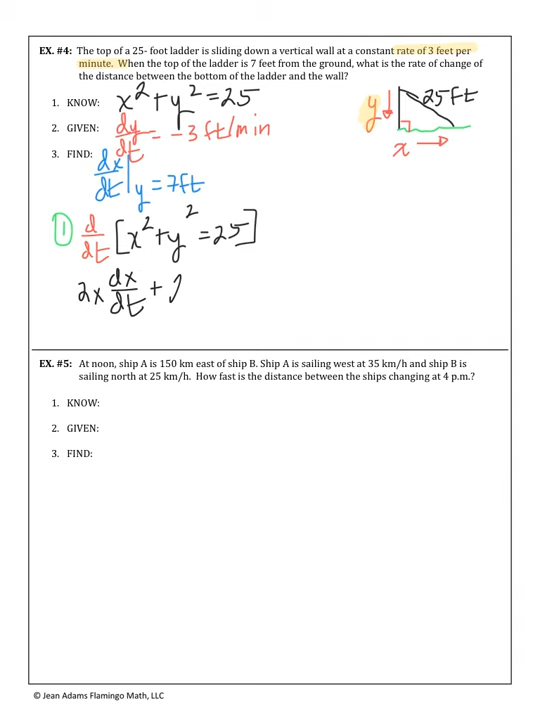 EX. #4: The top of a 25- foot ladder is sliding down a vertical wall at a constant rate of 3 feet per
minute. When the top of the ladder is 7 feet from the ground, what is the rate of change of
the distance between the bottom of the ladder and the wall?
1. KNOW: x² + y² = 25
2. GIVEN: dy/dt = -3 ft/min
3. FIND: dx/dt | y = 7ft
y 25 ft
x
① d/dt [x² + y² = 25]
2x dx/dt +
EX. #5: At noon, ship A is 150 km east of ship B. Ship A is sailing west at 35 km/h and ship B is
sailing north at 25 km/h. How fast is the distance between the ships changing at 4 p.m.?
1. KNOW:
2. GIVEN:
3. FIND:
© Jean Adams Flamingo Math, LLC